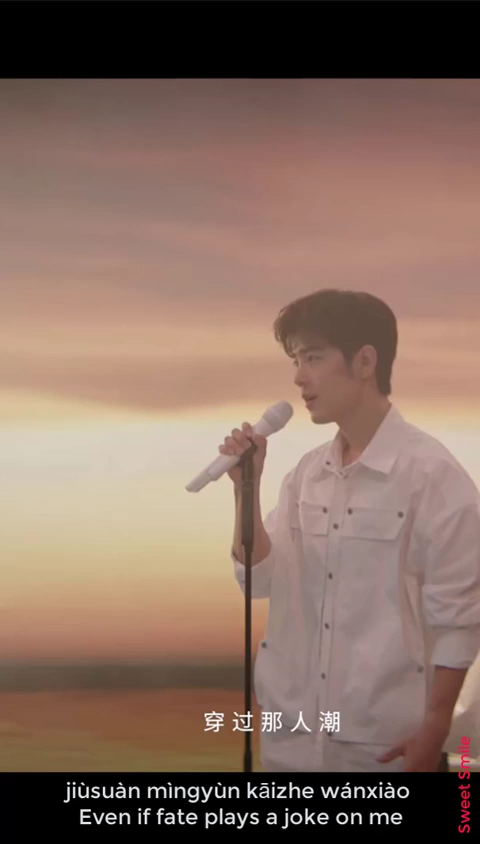 穿过那人潮
jiùsuàn mìngyùn kāizhe wánxiào
Even if fate plays a joke on me
Sweet Smile